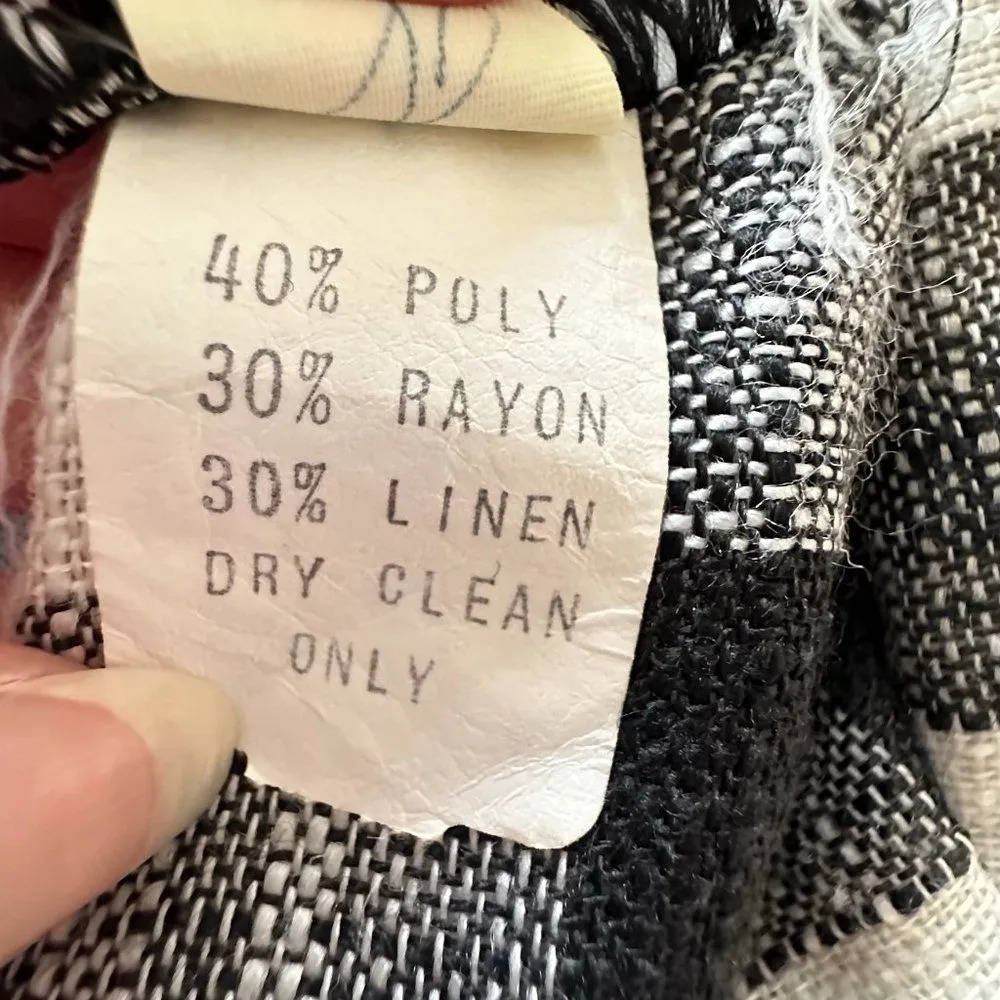 40% POLY
30% RAYON
30% LINEN
DRY CLEAN
ONLY